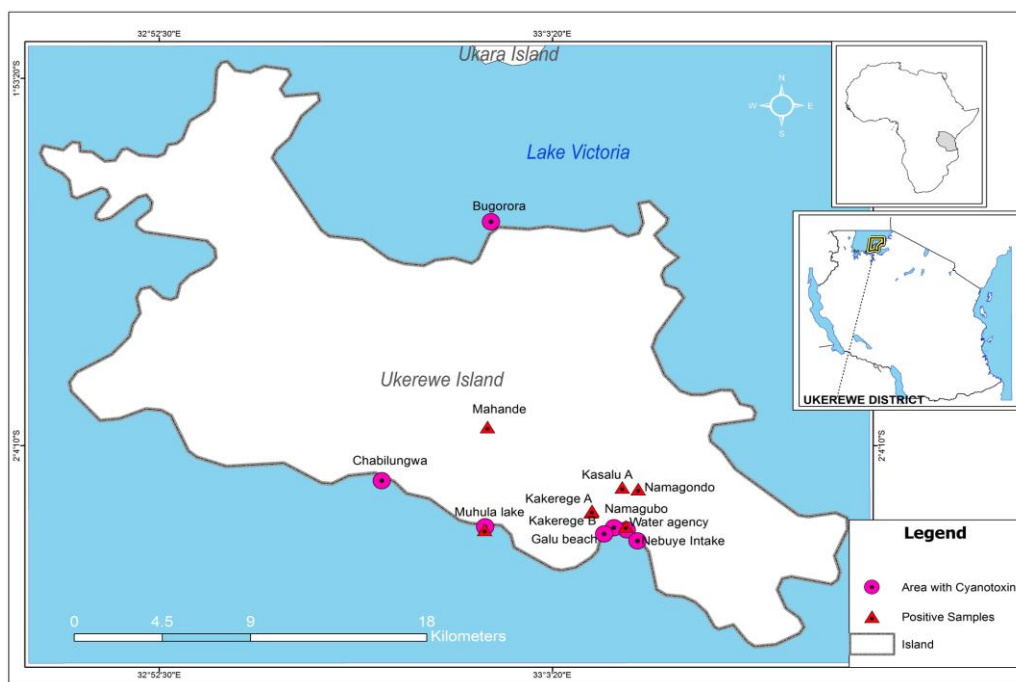 32°52'30"E
33°3'20"E
1°53'20"S
Ukara Island
N
W E
S
Lake Victoria
Bugorora
Ukerewe Island
UKEREWE DISTRICT
Mahande
2°4'10"S
2°4'10"S
Chabilungwa
Kasalu A
Namagondo
Muhula lake
Kakerege A
Namagubo
Kakerege B
Water agency
Galu beach
Nebuye Intake
Legend
Area with Cyanotoxin
Positive Samples
Island
0 4.5 9 18
Kilometers
32°52'30"E
33°3'20"E